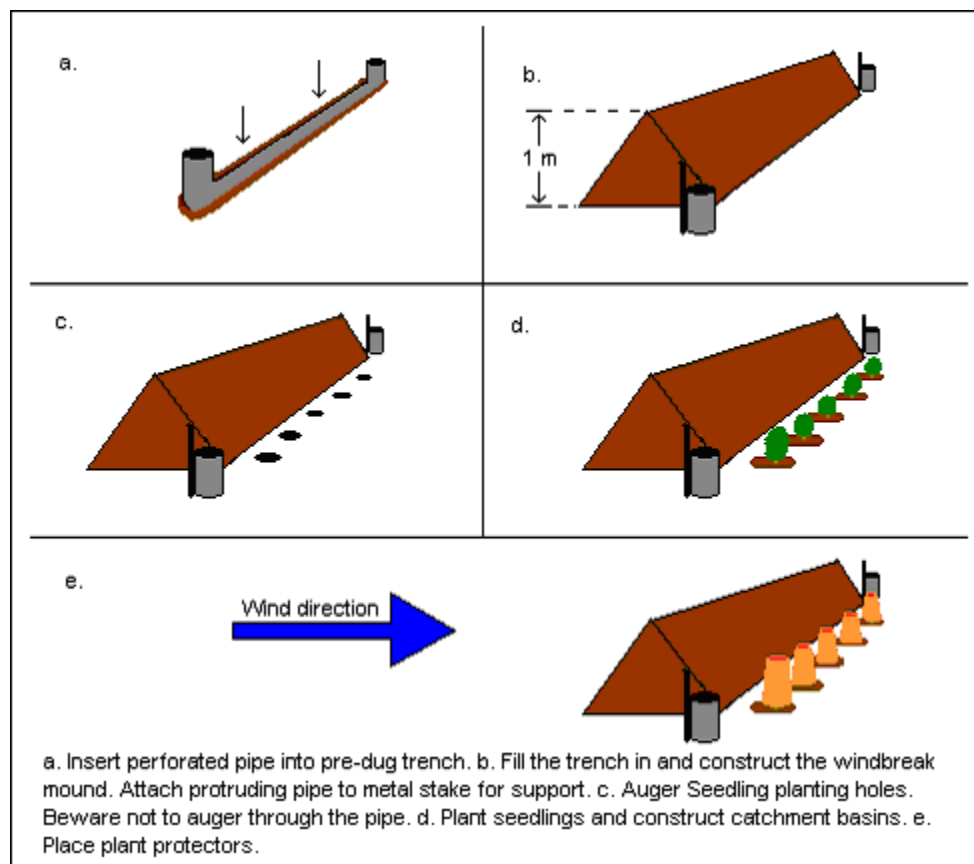 a.
b.
1 m
c.
d.
e.
Wind direction
a. Insert perforated pipe into pre-dug trench. b. Fill the trench in and construct the windbreak
mound. Attach protruding pipe to metal stake for support. c. Auger Seedling planting holes.
Beware not to auger through the pipe. d. Plant seedlings and construct catchment basins. e.
Place plant protectors.